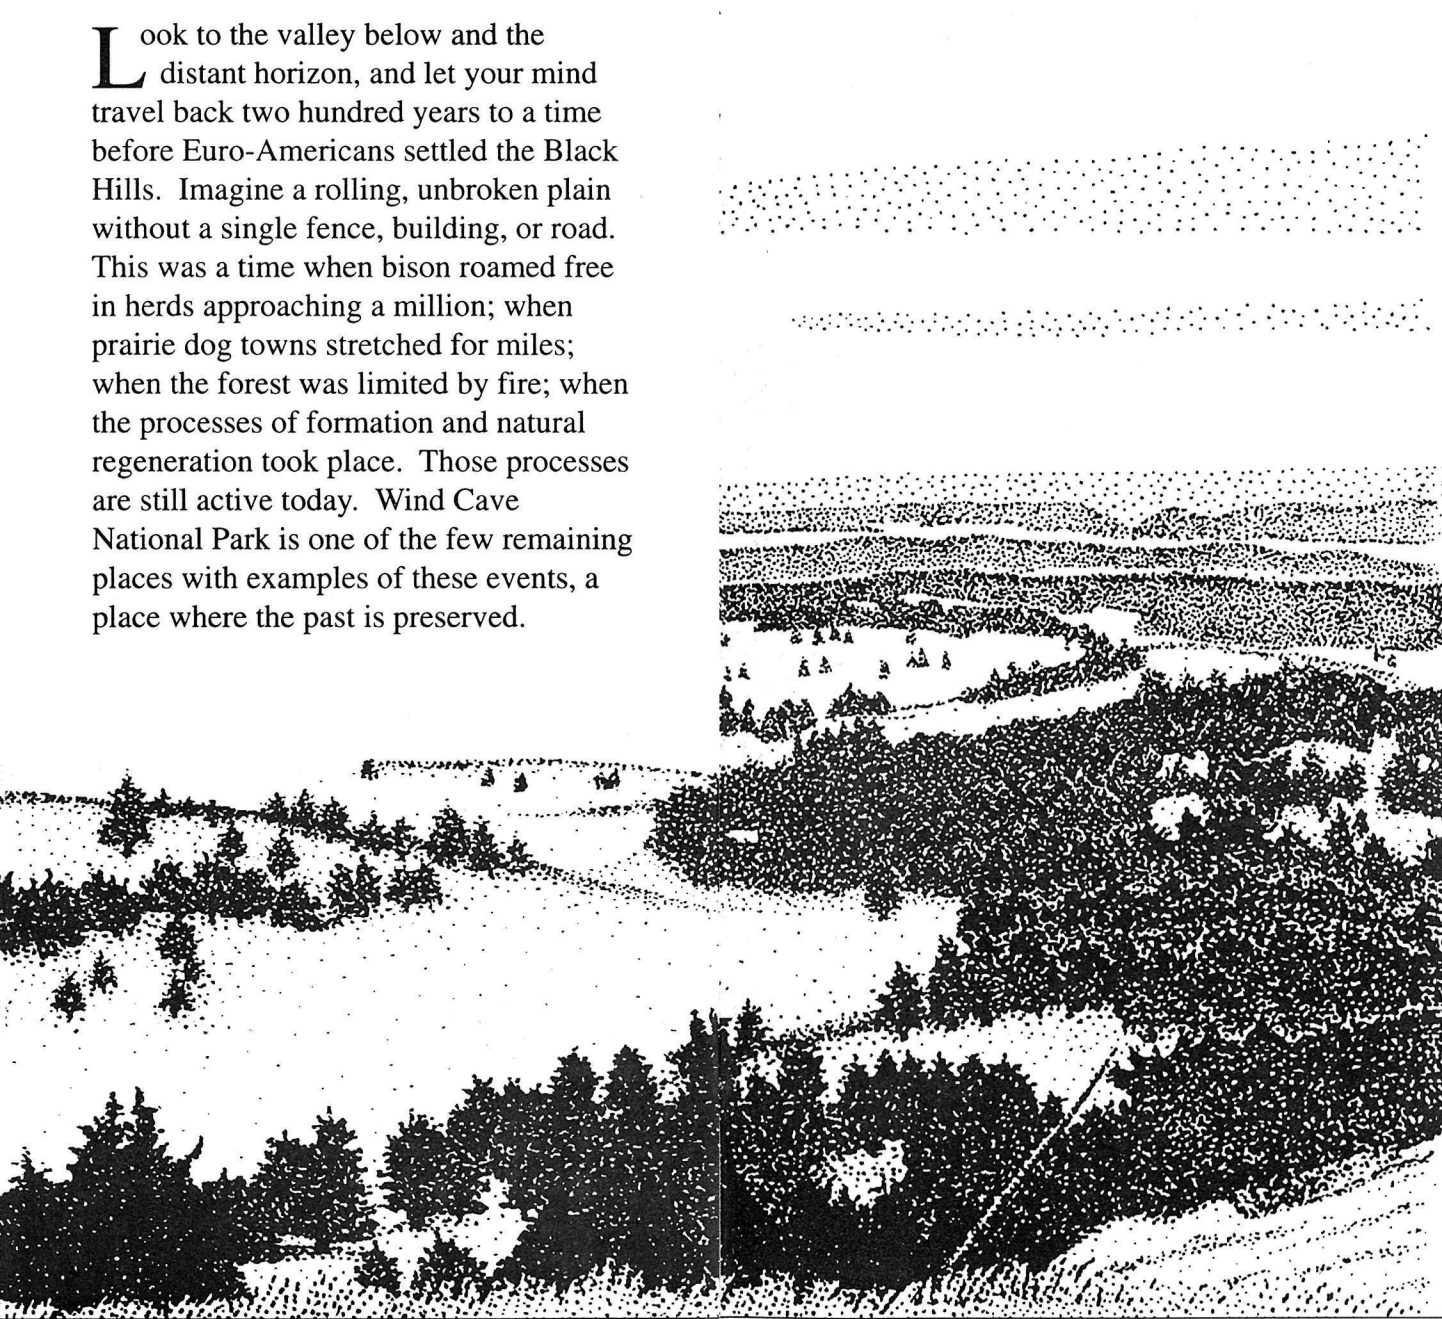 Look to the valley below and the
distant horizon, and let your mind
travel back two hundred years to a time
before Euro-Americans settled the Black
Hills.  Imagine a rolling, unbroken plain
without a single fence, building, or road.
This was a time when bison roamed free
in herds approaching a million; when
prairie dog towns stretched for miles;
when the forest was limited by fire; when
the processes of formation and natural
regeneration took place.  Those processes
are still active today.  Wind Cave
National Park is one of the few remaining
places with examples of these events, a
place where the past is preserved.